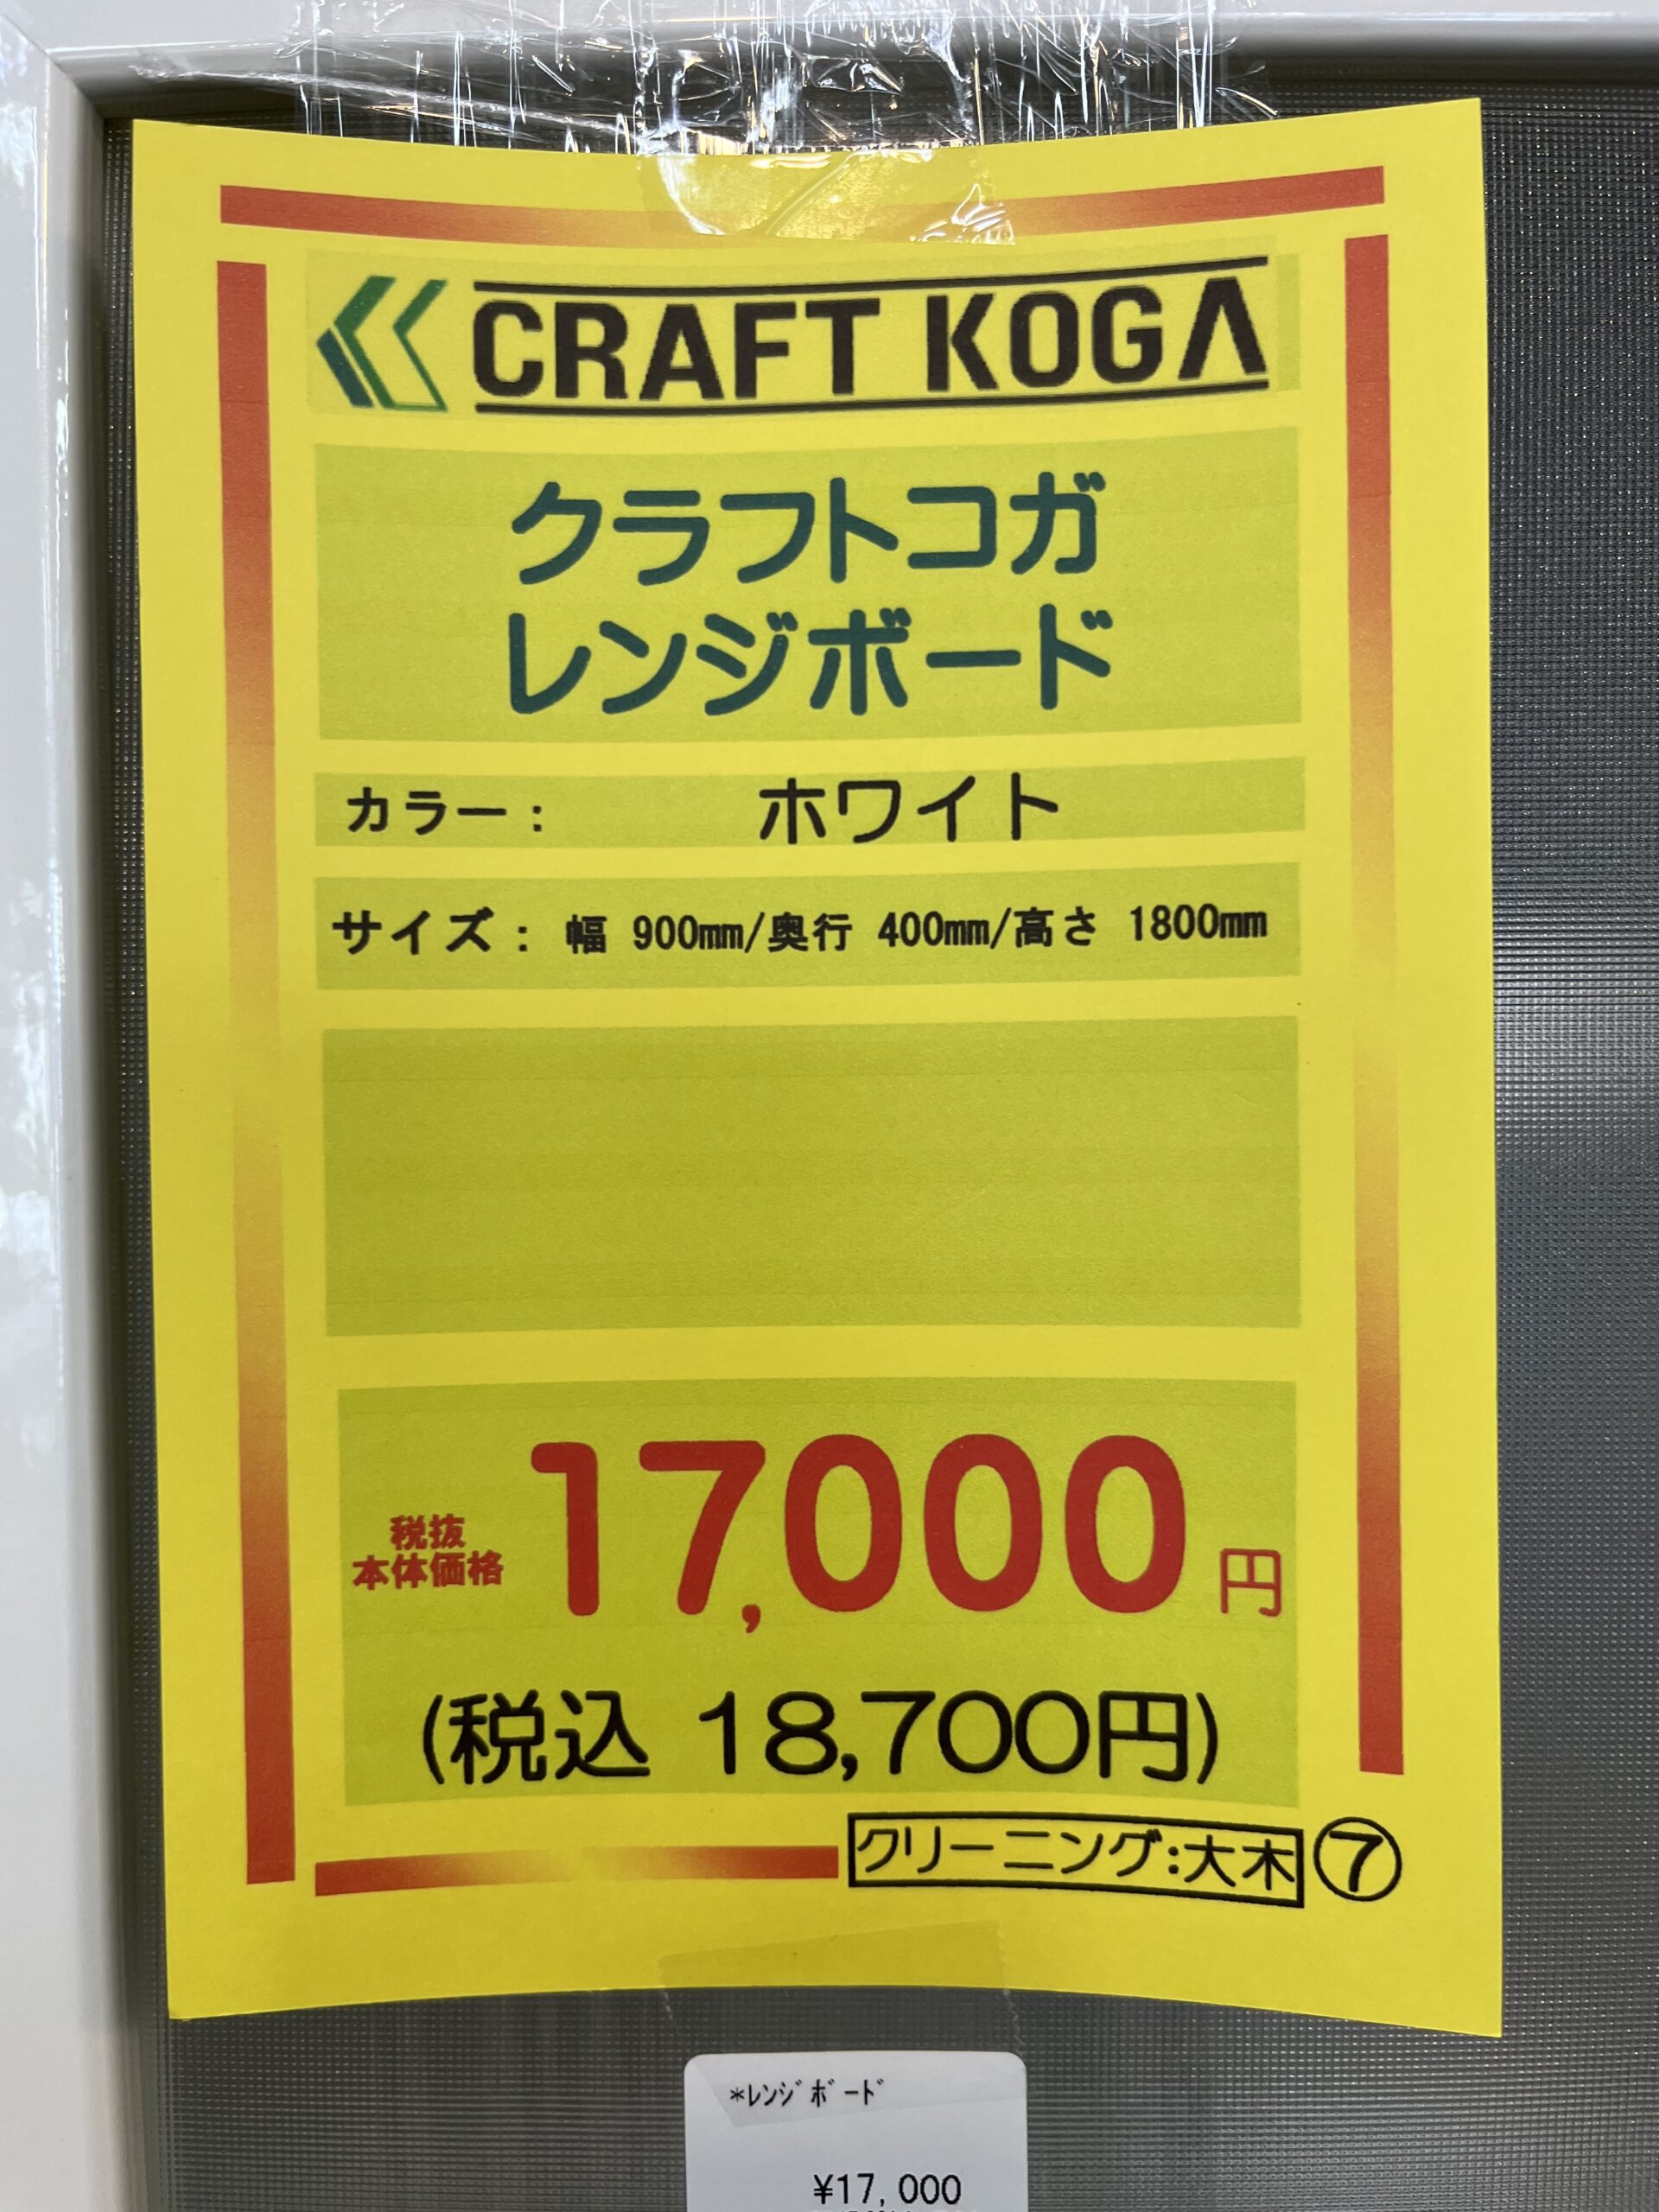 CRAFT KOGA
クラフトコガ
レンジボード
カラー： ホワイト
サイズ： 幅 900mm/奥行 400mm/高さ 1800mm
税抜
本体価格 17,000 円
(税込 18,700円)
クリーニング:大木 ⑦
*ﾚﾝｼﾞﾎﾞｰﾄﾞ
¥17,000